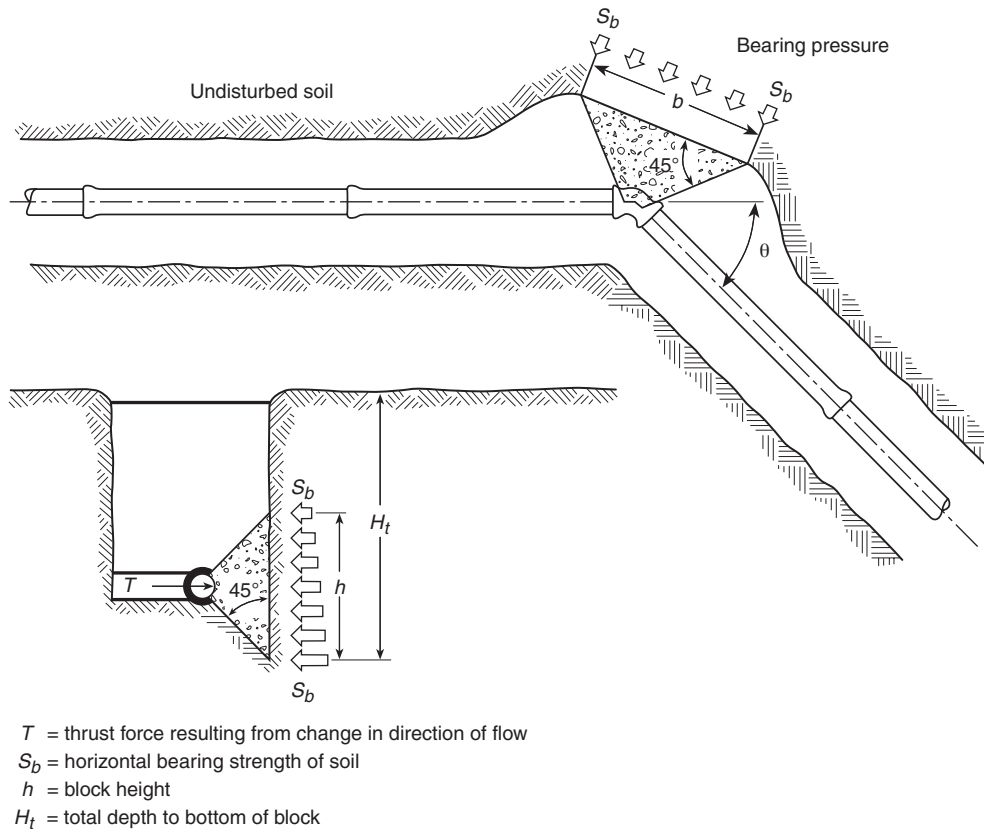 S_b
Bearing pressure
Undisturbed soil
b
S_b
45°
θ
S_b
H_t
T
45°
h
S_b
T = thrust force resulting from change in direction of flow
S_b = horizontal bearing strength of soil
h = block height
H_t = total depth to bottom of block